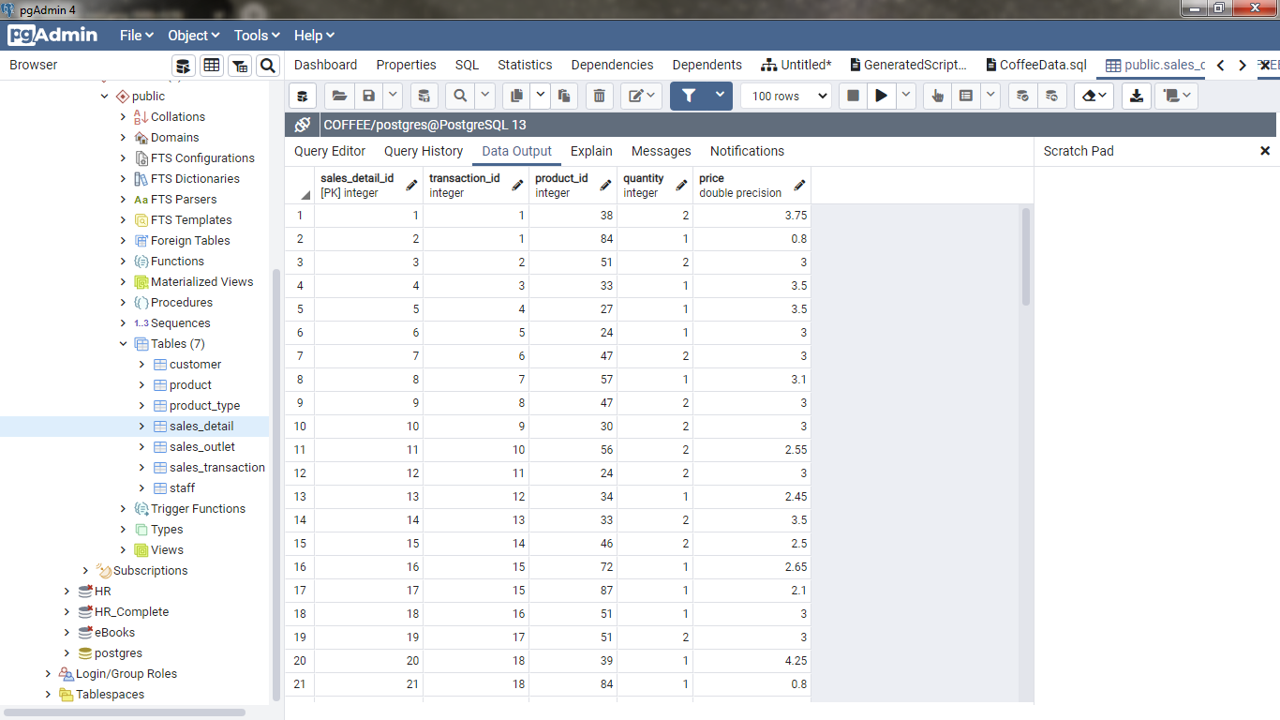 pgAdmin 4
pgAdmin File Object Tools Help
Browser
Dashboard Properties SQL Statistics Dependencies Dependents Untitled* GeneratedScript... CoffeeData.sql public.sales_c
public
Collations
Domains
FTS Configurations
FTS Dictionaries
Aa FTS Parsers
FTS Templates
Foreign Tables
Functions
Materialized Views
Procedures
1..3 Sequences
Tables (7)
customer
product
product_type
sales_detail
sales_outlet
sales_transaction
staff
Trigger Functions
Types
Views
Subscriptions
HR
HR_Complete
eBooks
postgres
Login/Group Roles
Tablespaces
100 rows
COFFEE/postgres@PostgreSQL 13
Query Editor Query History Data Output Explain Messages Notifications
Scratch Pad
sales_detail_id transaction_id product_id quantity price
[PK] integer integer integer integer double precision
1 1 1 38 2 3.75
2 2 1 84 1 0.8
3 3 2 51 2 3
4 4 3 33 1 3.5
5 5 4 27 1 3.5
6 6 5 24 1 3
7 7 6 47 2 3
8 8 7 57 1 3.1
9 9 8 47 2 3
10 10 9 30 2 3
11 11 10 56 2 2.55
12 12 11 24 2 3
13 13 12 34 1 2.45
14 14 13 33 2 3.5
15 15 14 46 2 2.5
16 16 15 72 1 2.65
17 17 15 87 1 2.1
18 18 16 51 1 3
19 19 17 51 2 3
20 20 18 39 1 4.25
21 21 18 84 1 0.8